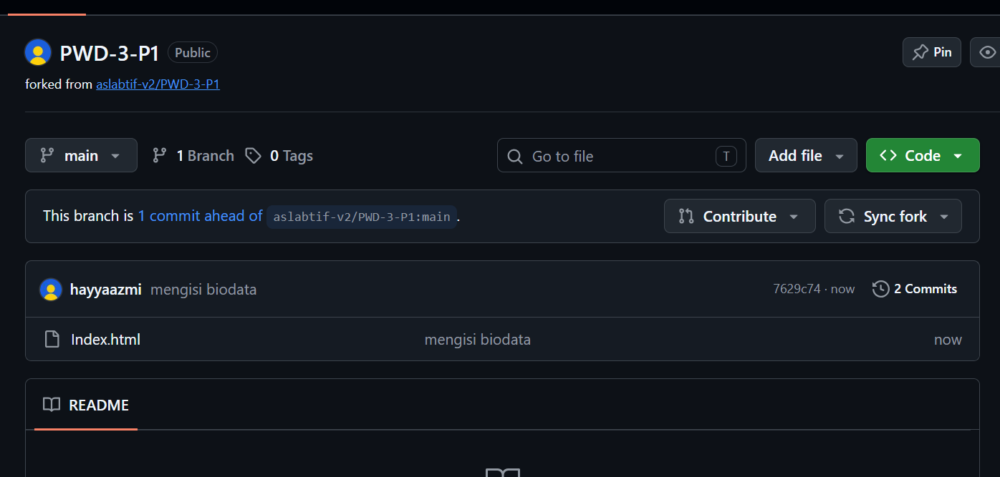 PWD-3-P1 Public Pin
forked from aslabtif-v2/PWD-3-P1
main 1 Branch 0 Tags Go to file T Add file Code
This branch is 1 commit ahead of aslabtif-v2/PWD-3-P1:main . Contribute Sync fork
hayyaazmi mengisi biodata 7629c74 · now 2 Commits
Index.html mengisi biodata now
README